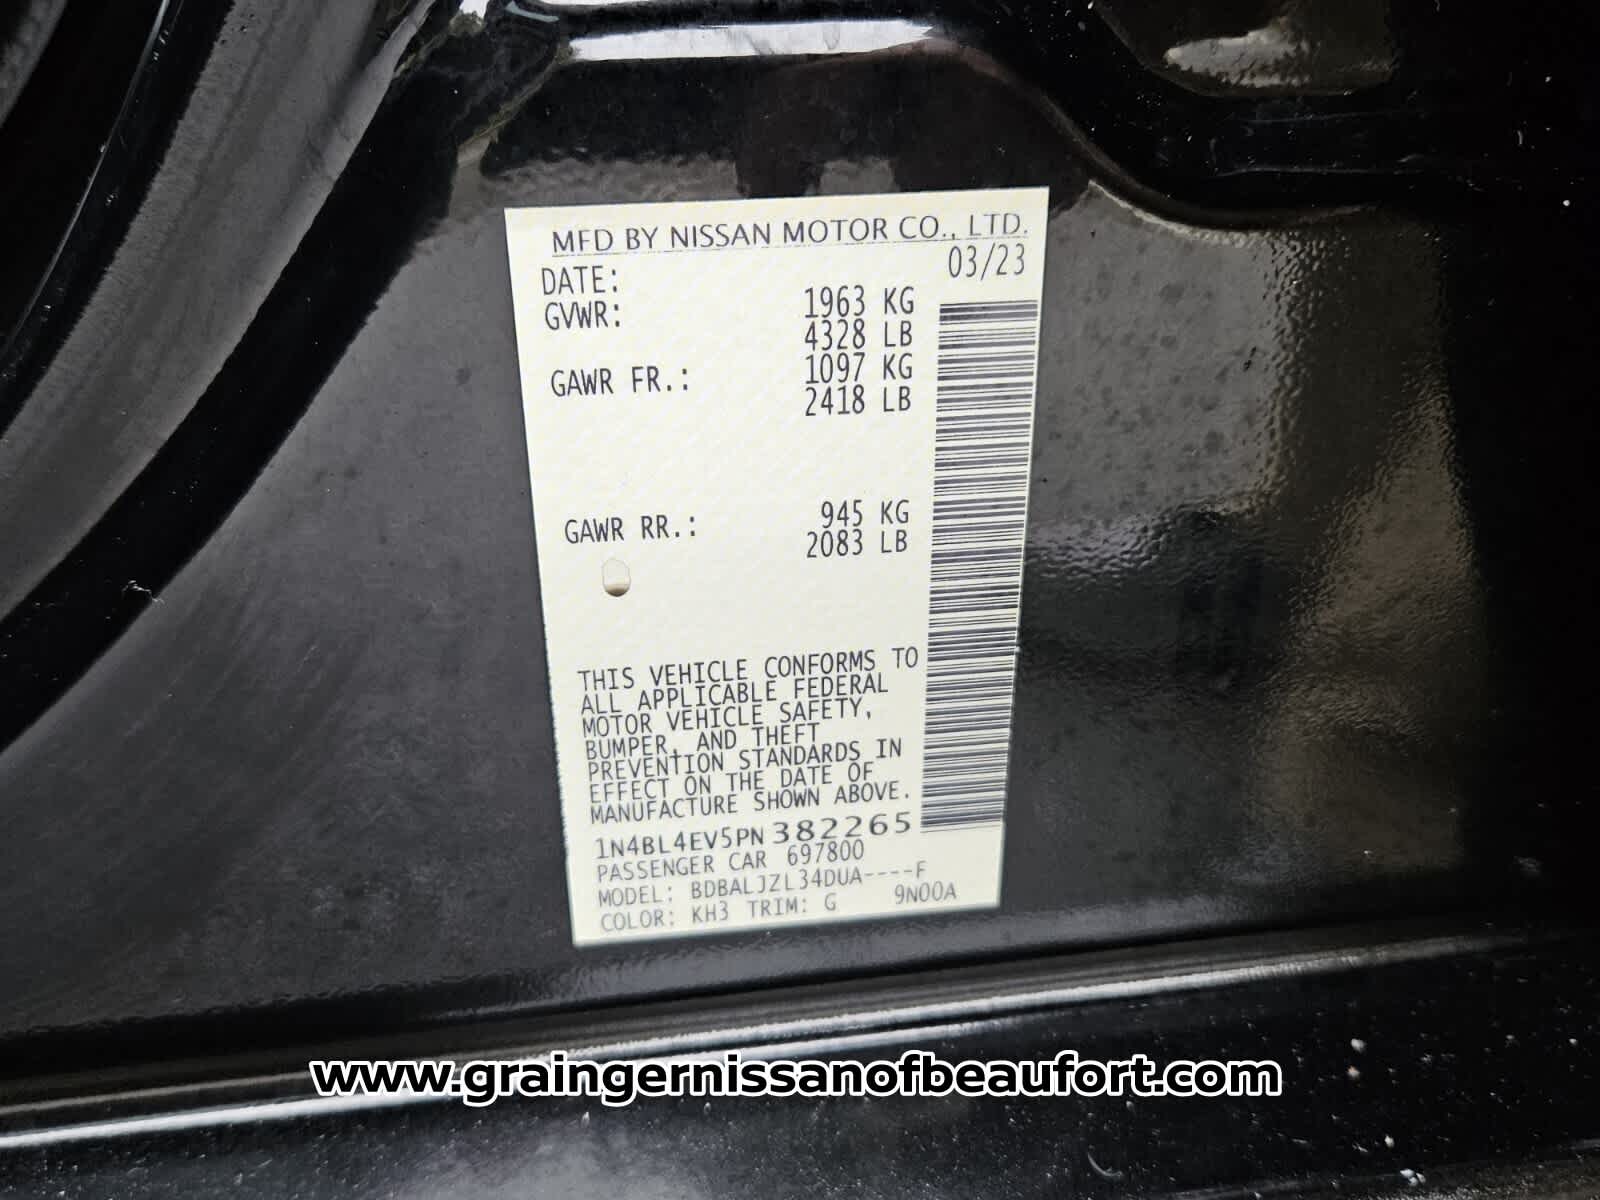 MFD BY NISSAN MOTOR CO., LTD.
DATE: 03/23
GVWR: 1963 KG
4328 LB
GAWR FR.: 1097 KG
2418 LB
GAWR RR.: 945 KG
2083 LB
THIS VEHICLE CONFORMS TO
ALL APPLICABLE FEDERAL
MOTOR VEHICLE SAFETY,
BUMPER, AND THEFT
PREVENTION STANDARDS IN
EFFECT ON THE DATE OF
MANUFACTURE SHOWN ABOVE.
1N4BL4EV5PN382265
PASSENGER CAR 697800
MODEL: BDBALJZL34DUA----F
COLOR: KH3 TRIM: G 9N00A
www.graingernissanofbeaufort.com